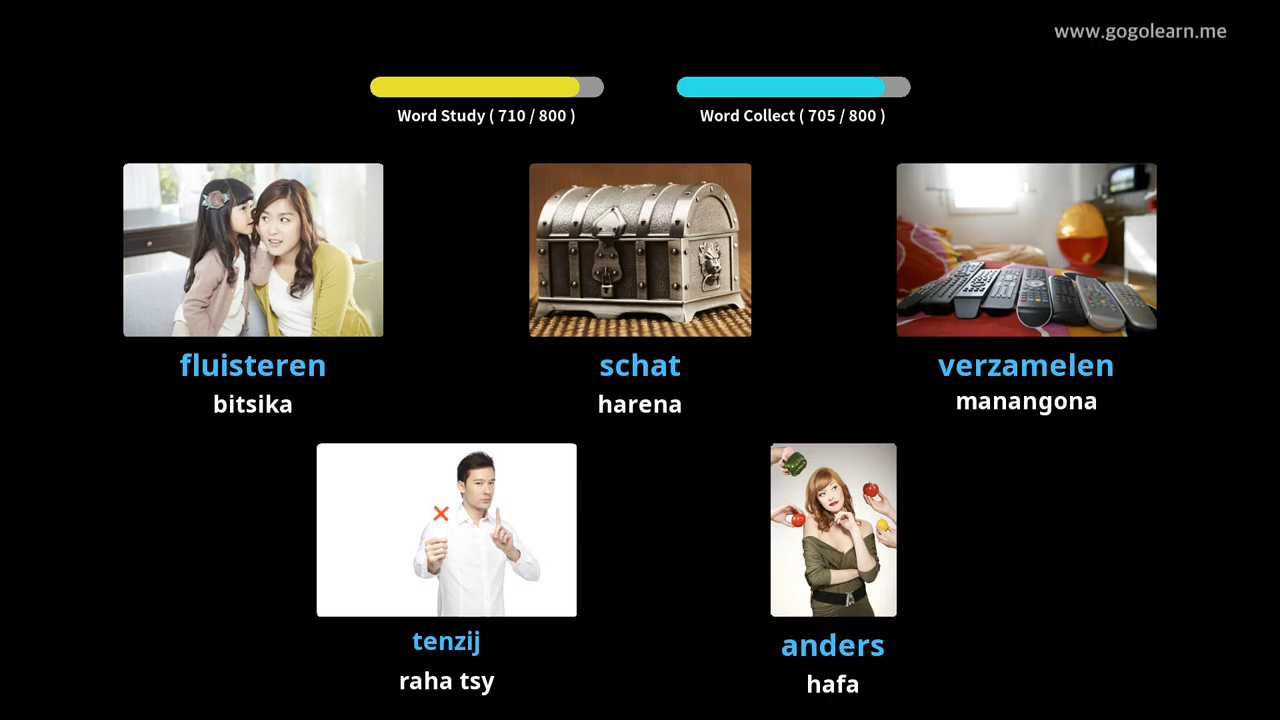 www.gogolearn.me
Word Study ( 710 / 800 )
Word Collect ( 705 / 800 )
fluisteren
bitsika
schat
harena
verzamelen
manangona
tenzij
raha tsy
anders
hafa